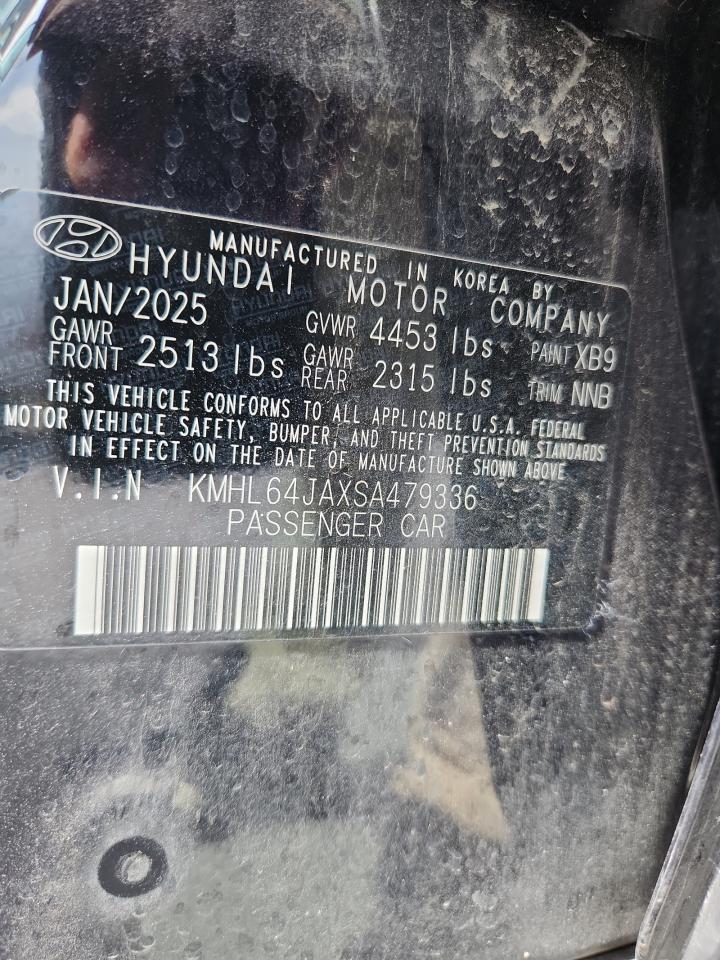 MANUFACTURED IN KOREA BY
HYUNDAI MOTOR COMPANY
JAN/2025 GVWR 4453 lbs PAINT XB9
GAWR FRONT 2513 lbs GAWR REAR 2315 lbs TRIM NNB
THIS VEHICLE CONFORMS TO ALL APPLICABLE U.S.A. FEDERAL
MOTOR VEHICLE SAFETY, BUMPER, AND THEFT PREVENTION STANDARDS
IN EFFECT ON THE DATE OF MANUFACTURE SHOWN ABOVE
V.I.N KMHL64JAXSA479336
PASSENGER CAR